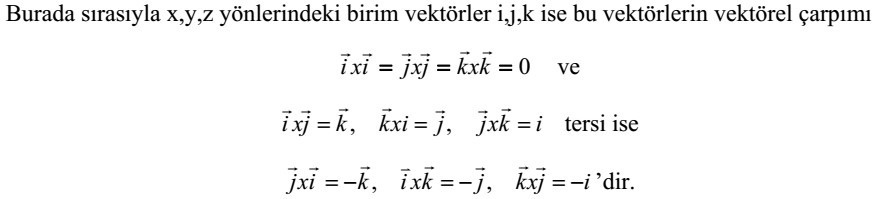 Burada sırasıyla x,y,z yönlerindeki birim vektörler i,j,k ise bu vektörlerin vektörel çarpımı
$\vec{i}x\vec{i} = \vec{j}x\vec{j} = \vec{k}x\vec{k} = 0$ ve
$\vec{i}x\vec{j} = \vec{k}, \quad \vec{k}xi = \vec{j}, \quad \vec{j}x\vec{k} = i$ tersi ise
$\vec{j}x\vec{i} = -\vec{k}, \quad \vec{i}x\vec{k} = -\vec{j}, \quad \vec{k}x\vec{j} = -i$ 'dir.